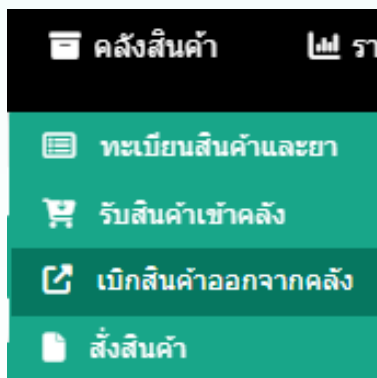 คลังสินค้า รา
ทะเบียนสินค้าและยา
รับสินค้าเข้าคลัง
เบิกสินค้าออกจากคลัง
สั่งสินค้า